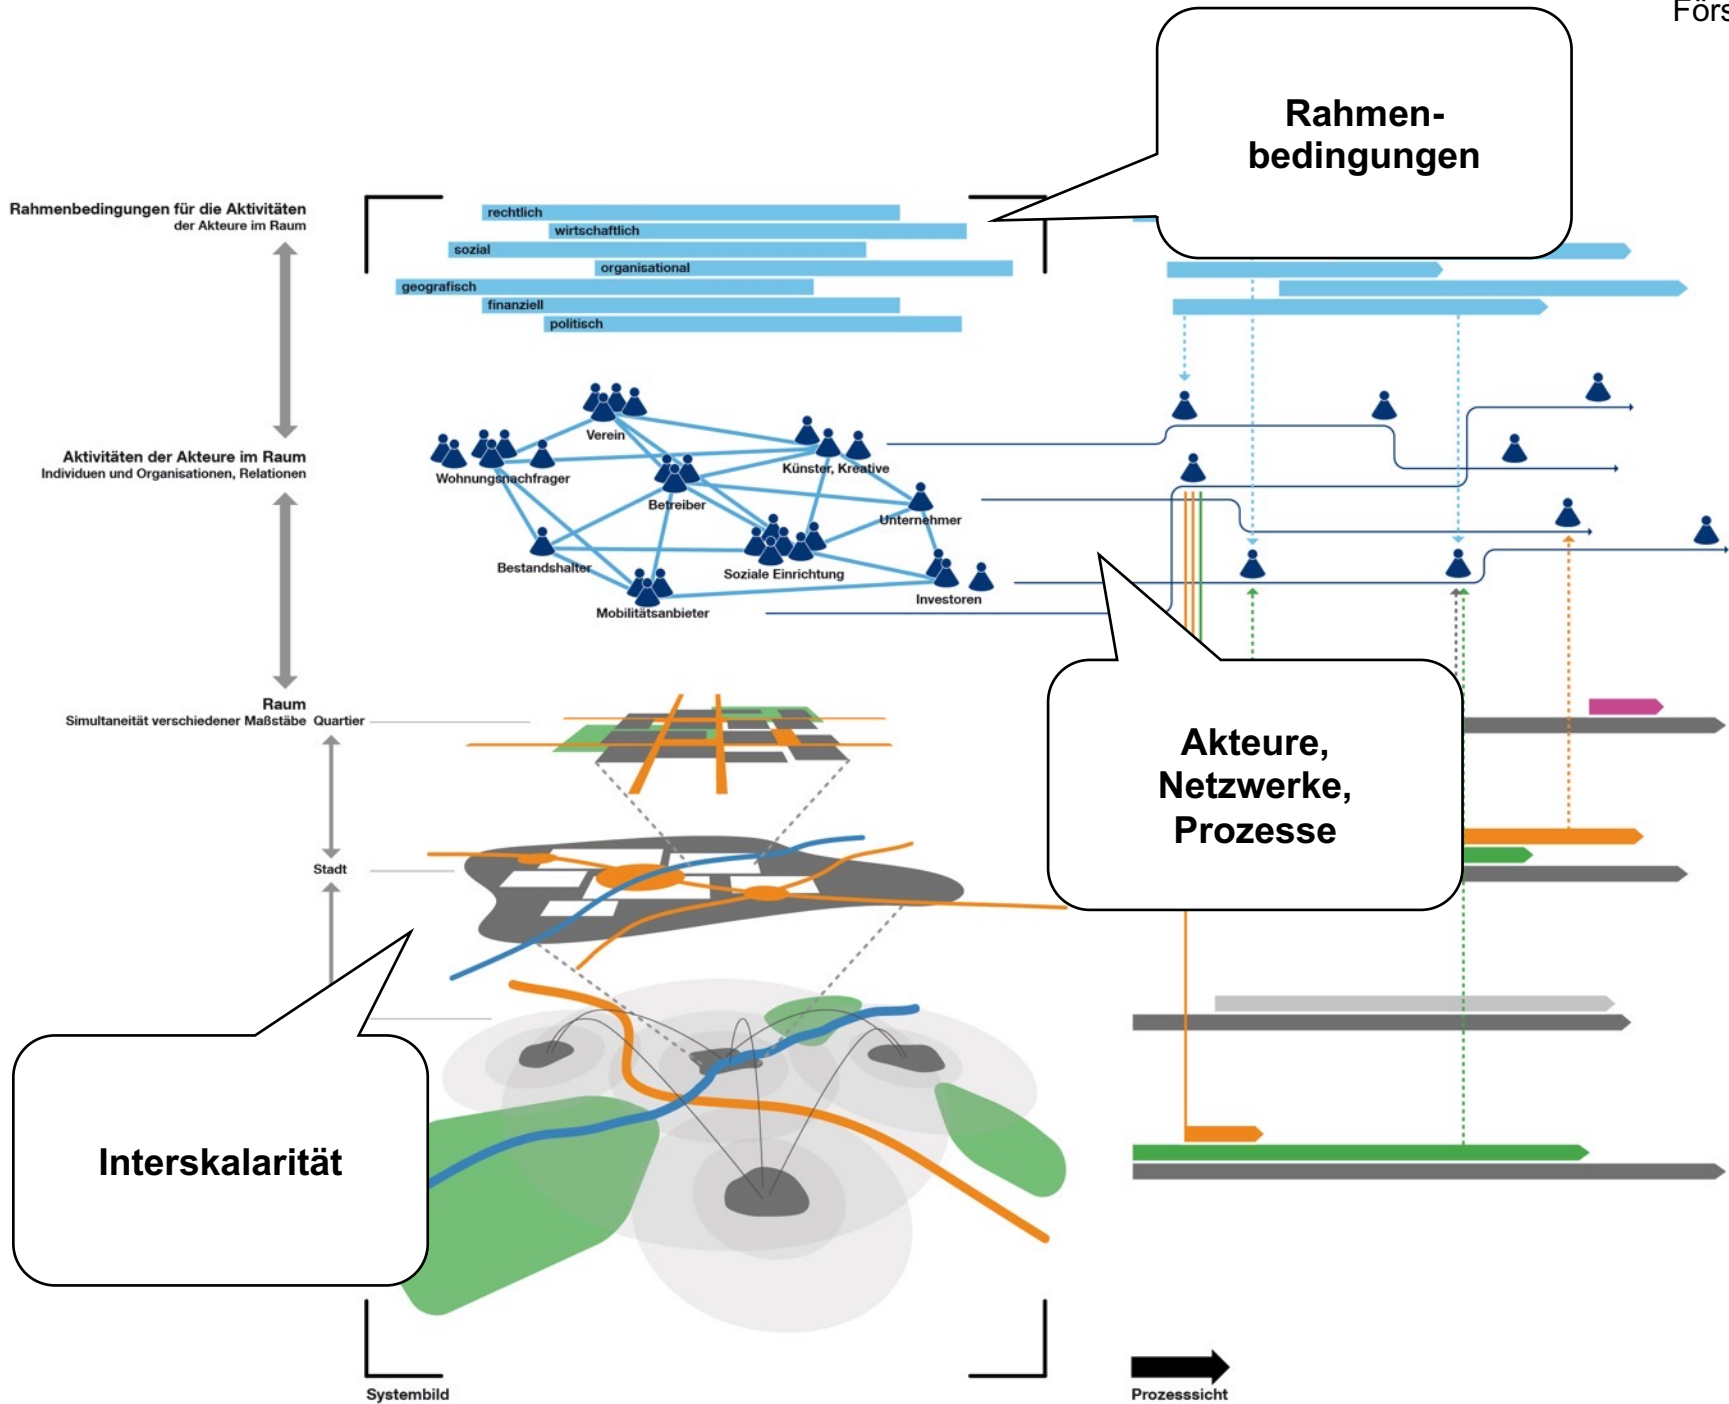 Förs
Rahmen-
bedingungen
Rahmenbedingungen für die Aktivitäten
der Akteure im Raum
rechtlich
wirtschaftlich
sozial
organisational
geografisch
finanziell
politisch
Verein
Künster, Kreative
Aktivitäten der Akteure im Raum
Individuen und Organisationen, Relationen
Wohnungsnachfrager
Betreiber
Unternehmer
Bestandshalter
Soziale Einrichtung
Investoren
Mobilitätsanbieter
Raum
Simultaneität verschiedener Maßstäbe Quartier
Akteure,
Netzwerke,
Prozesse
Stadt
Interskalarität
Systembild
Prozesssicht